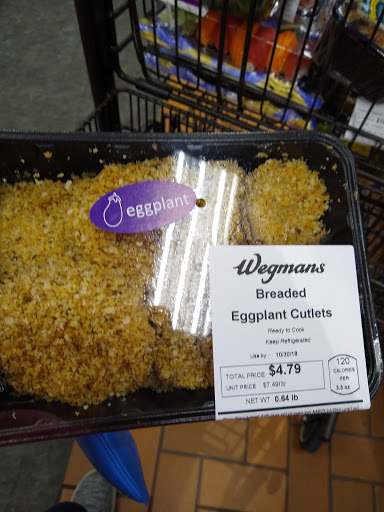 eggplant
Wegmans
Breaded
Eggplant Cutlets
Ready to Cook
Keep Refrigerated
Use by 10/30/18
TOTAL PRICE $4.79
UNIT PRICE $7.49/lb
NET WT 0.64 lb
120
CALORIES
PER
3.5 oz